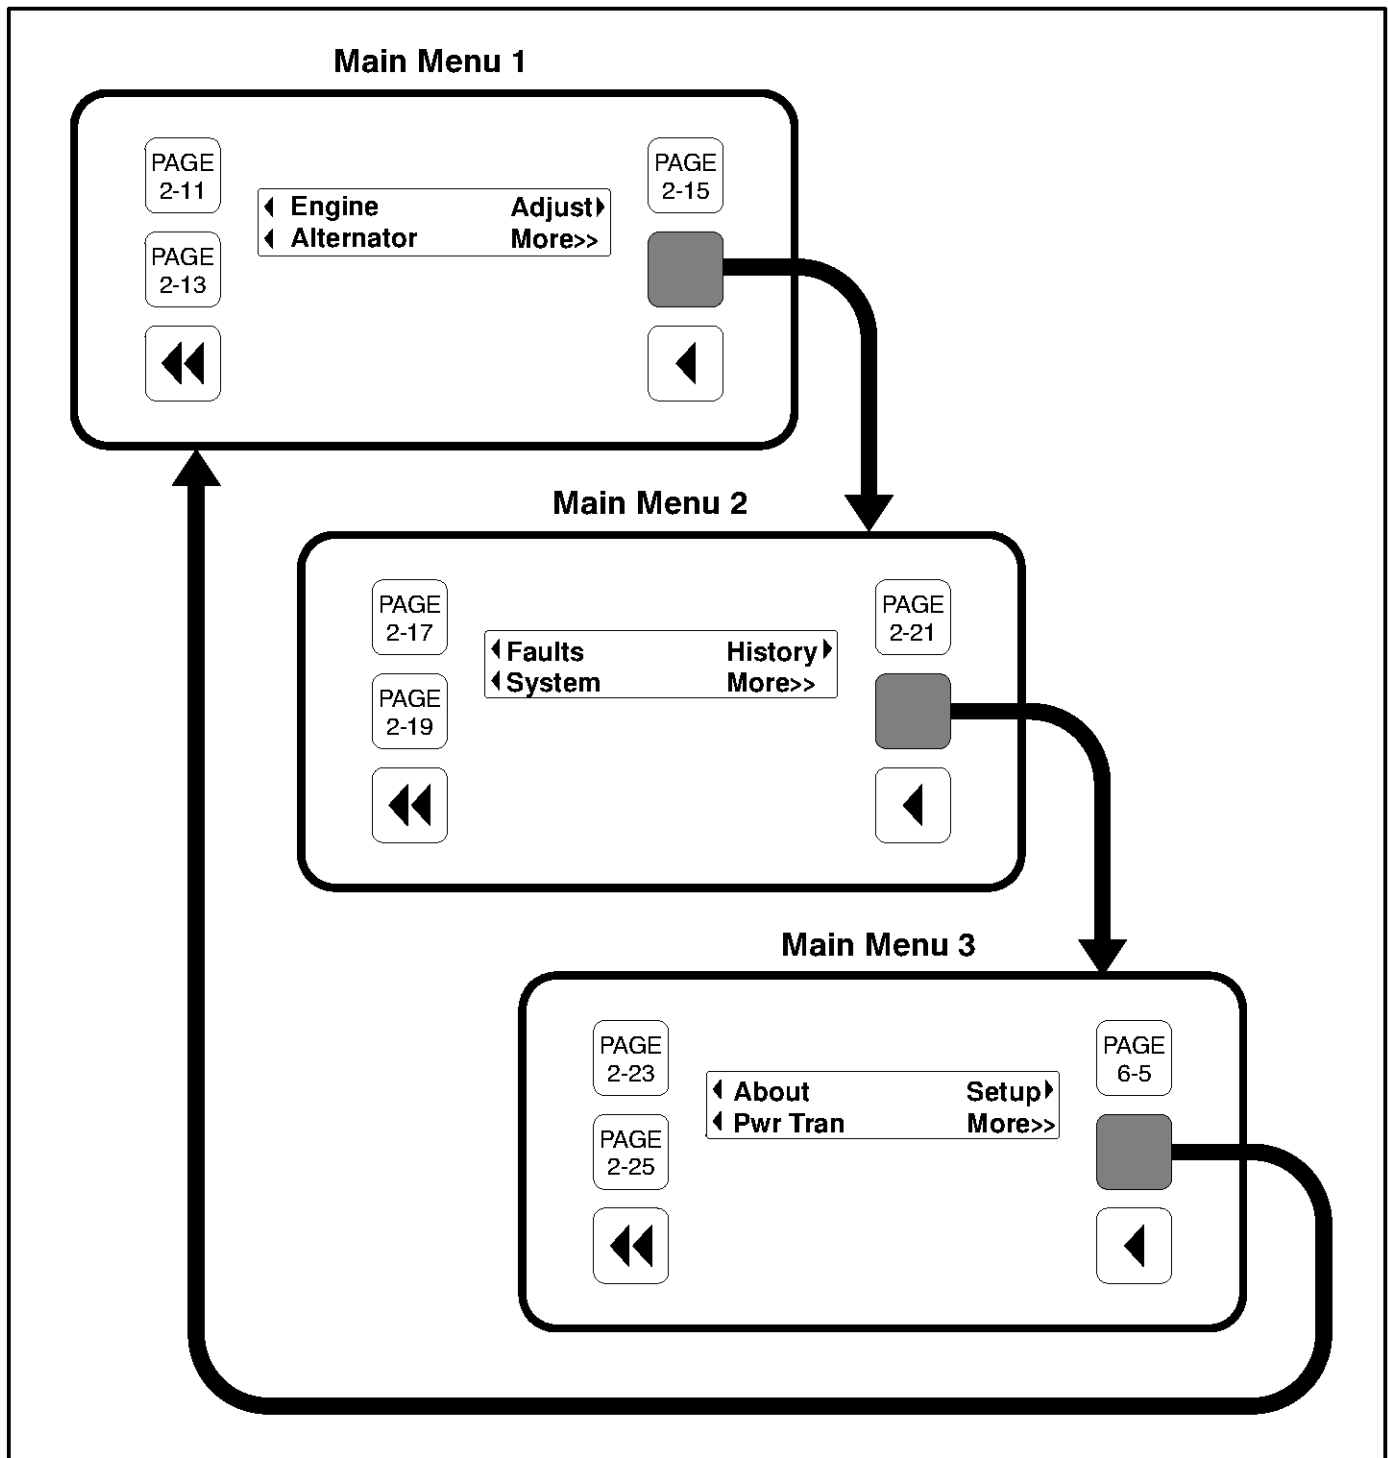 Main Menu 1
PAGE
2-11
PAGE
2-15
Engine Adjust
Alternator More>>
PAGE
2-13
Main Menu 2
PAGE
2-17
PAGE
2-21
Faults History
System More>>
PAGE
2-19
Main Menu 3
PAGE
2-23
PAGE
6-5
About Setup
Pwr Tran More>>
PAGE
2-25